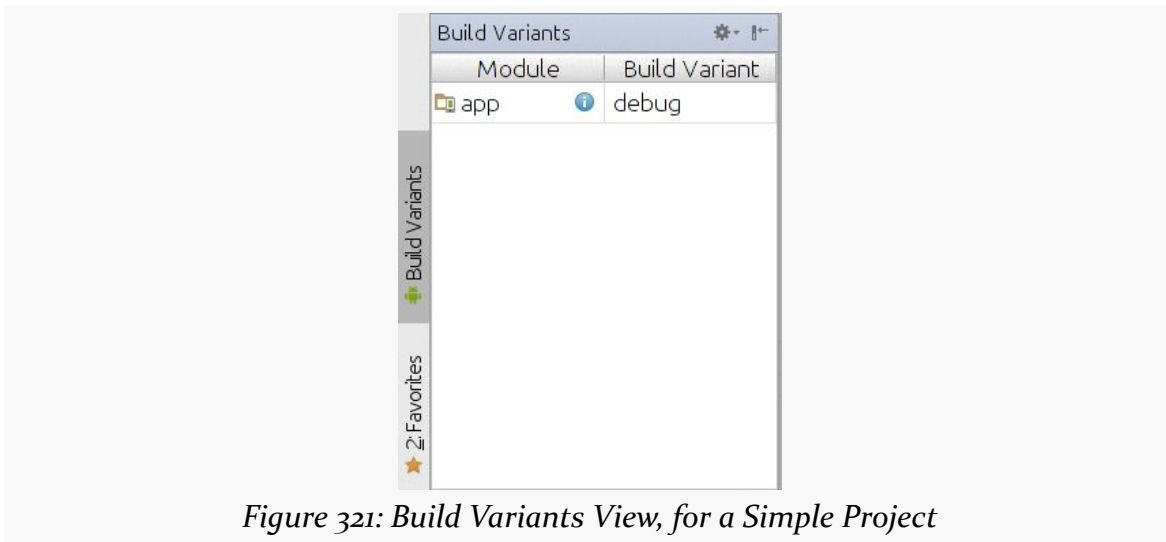 Build Variants
Module Build Variant
app debug
Build Variants
2: Favorites
Figure 321: Build Variants View, for a Simple Project